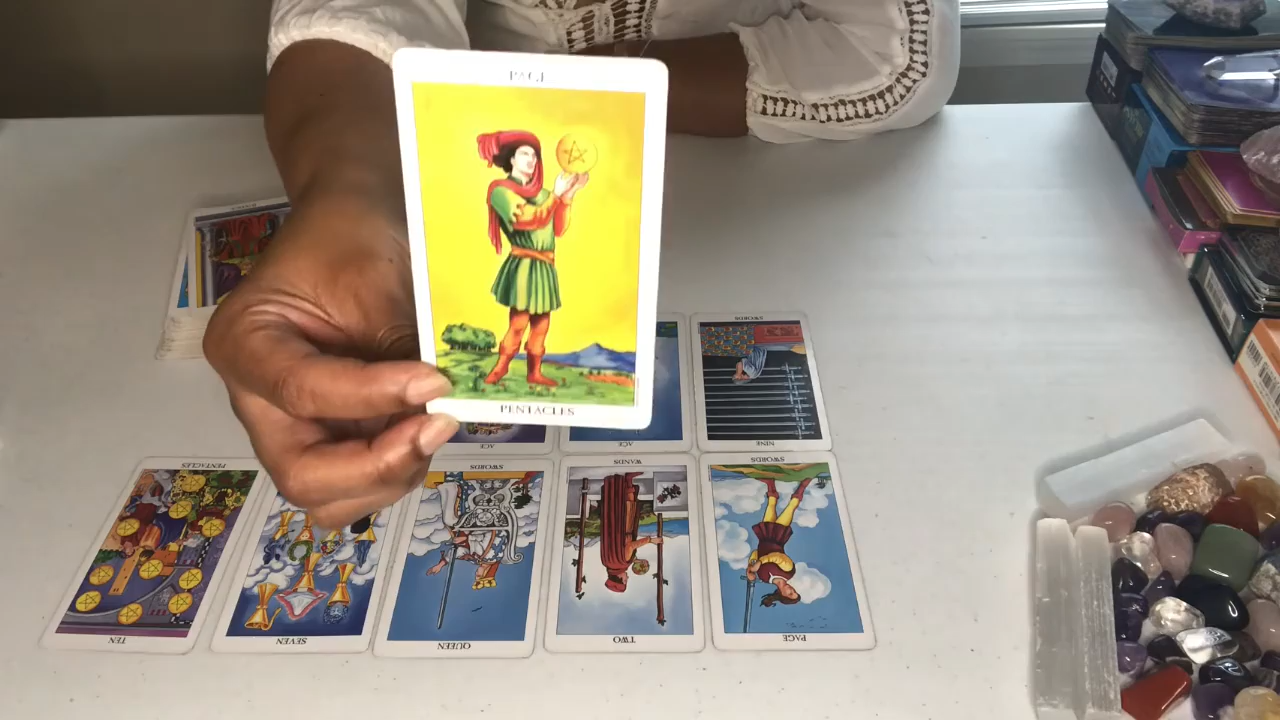 PAGE
PENTACLES
SWORDS
ACE
ACE
NINE
PENTACLES
SWORDS
WANDS
SWORDS
TEN
SEVEN
QUEEN
TWO
PAGE